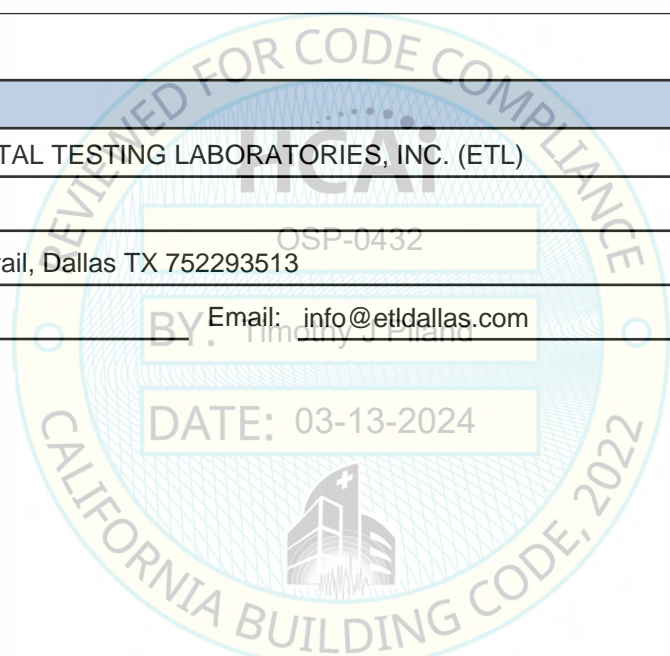 REVIEWED FOR CODE COMPLIANCE
HCAi
TAL TESTING LABORATORIES, INC. (ETL)
OSP-0432
rail, Dallas TX 752293513
Email: info@etldallas.com
BY: Timothy J Piland
DATE: 03-13-2024
CALIFORNIA BUILDING CODE, 2022